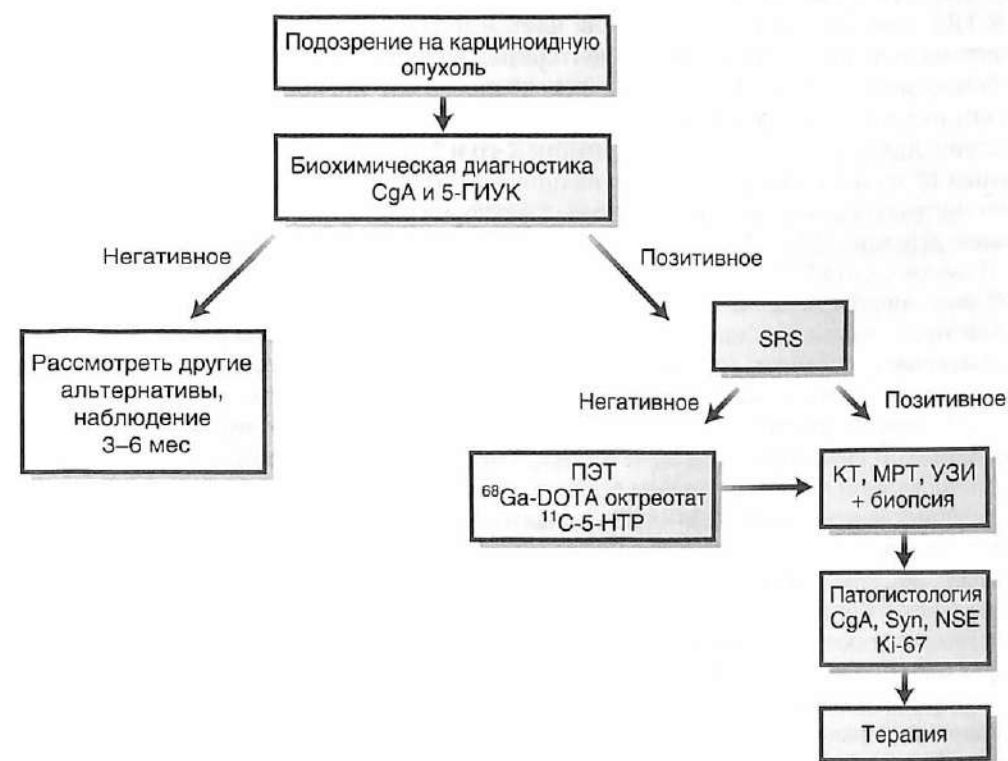 Подозрение на карциноидную
опухоль
Биохимическая диагностика
CgA и 5-ГИУК
Негативное
Позитивное
Рассмотреть другие
альтернативы,
наблюдение
3–6 мес
SRS
Негативное
Позитивное
ПЭТ
⁶⁸Ga-DOTA октреотат
¹¹C-5-HTP
КТ, МРТ, УЗИ
+ биопсия
Патогистология
CgA, Syn, NSE
Ki-67
Терапия